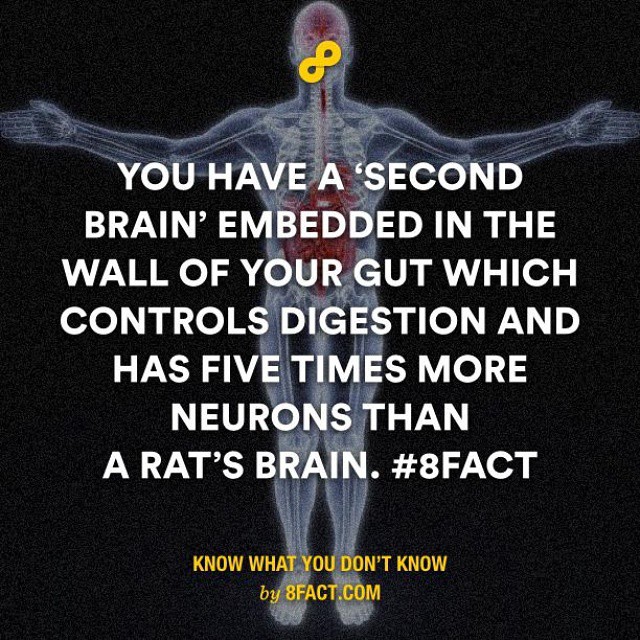 YOU HAVE A ‘SECOND
BRAIN’ EMBEDDED IN THE
WALL OF YOUR GUT WHICH
CONTROLS DIGESTION AND
HAS FIVE TIMES MORE
NEURONS THAN
A RAT’S BRAIN. #8FACT
KNOW WHAT YOU DON’T KNOW
by 8FACT.COM